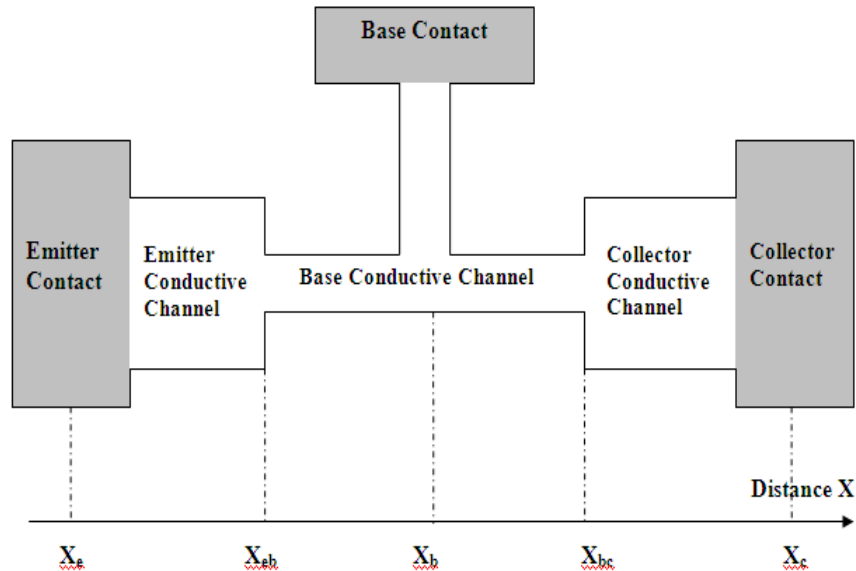 Base Contact
Emitter
Contact
Emitter
Conductive
Channel
Base Conductive Channel
Collector
Conductive
Channel
Collector
Contact
Distance X
Xe Xeb Xb Xbc Xc